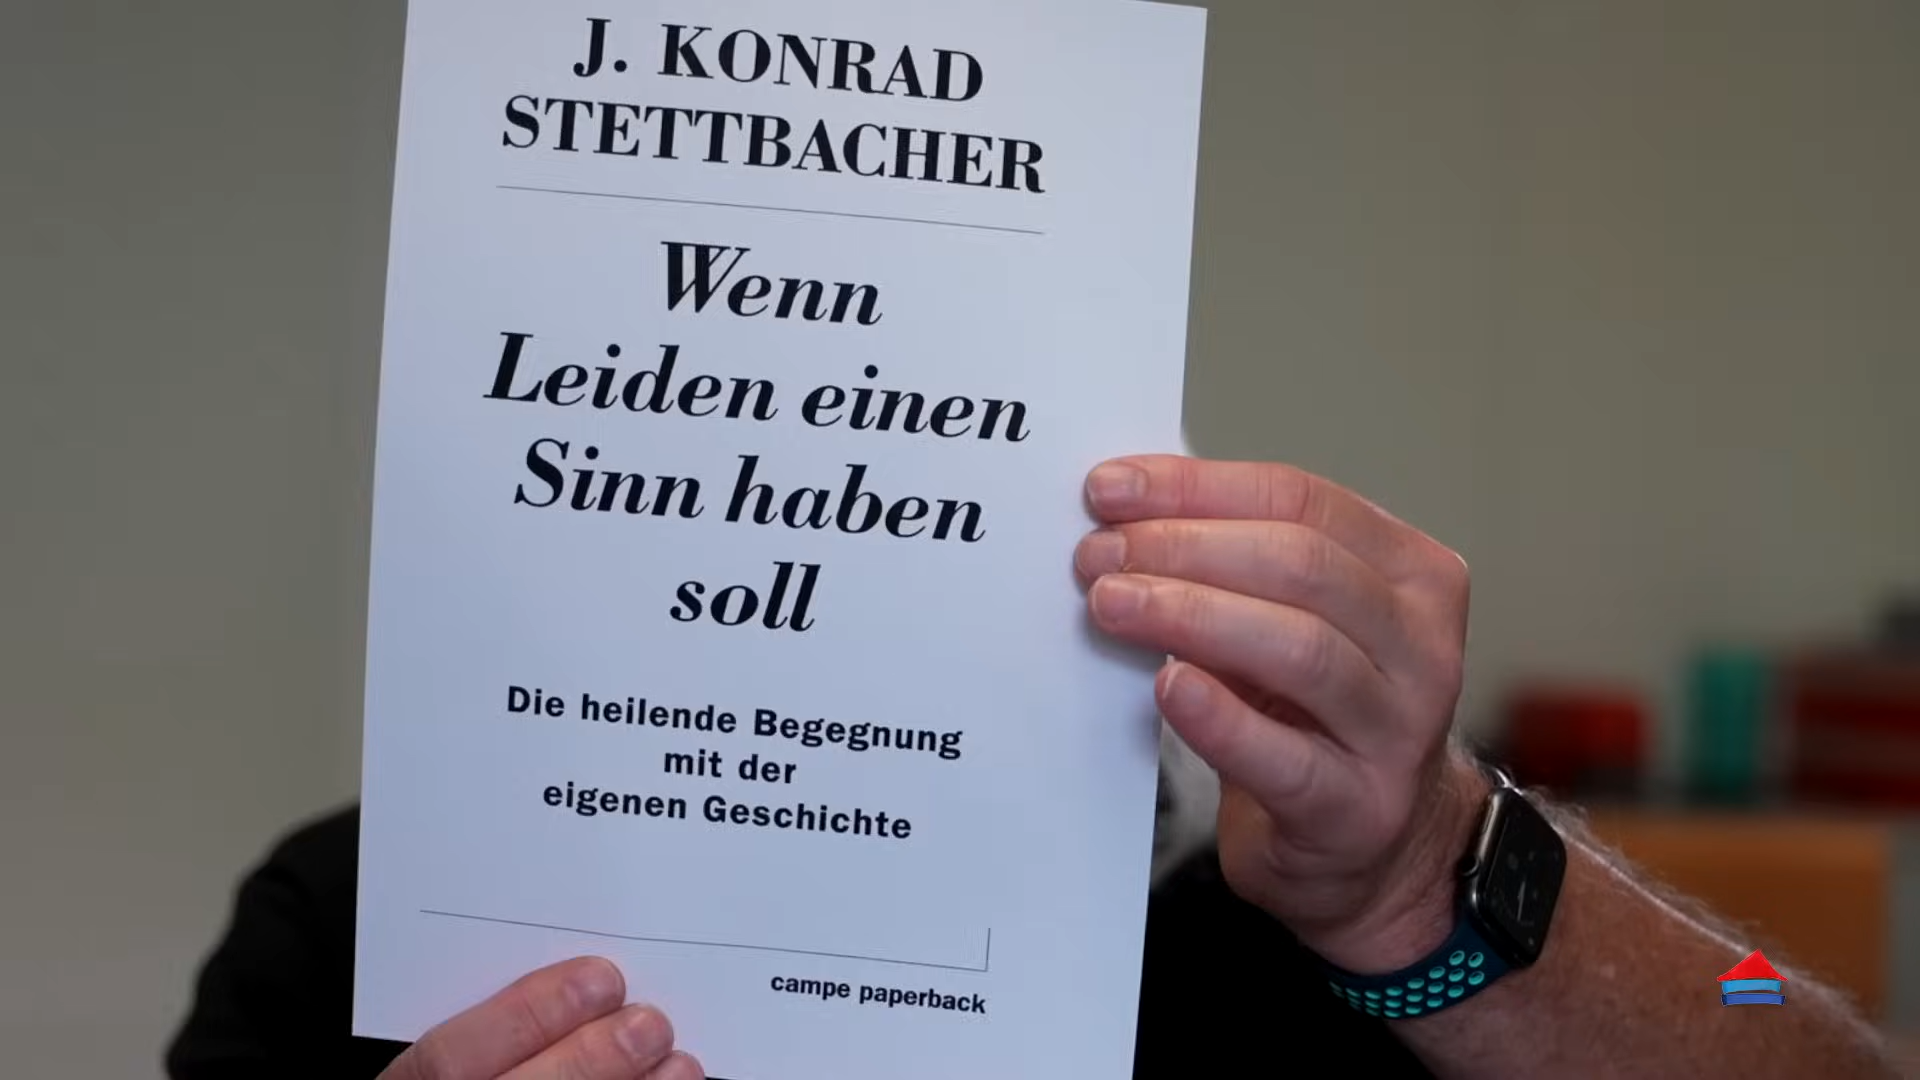 J. KONRAD
STETTBACHER
Wenn
Leiden einen
Sinn haben
soll
Die heilende Begegnung
mit der
eigenen Geschichte
campe paperback